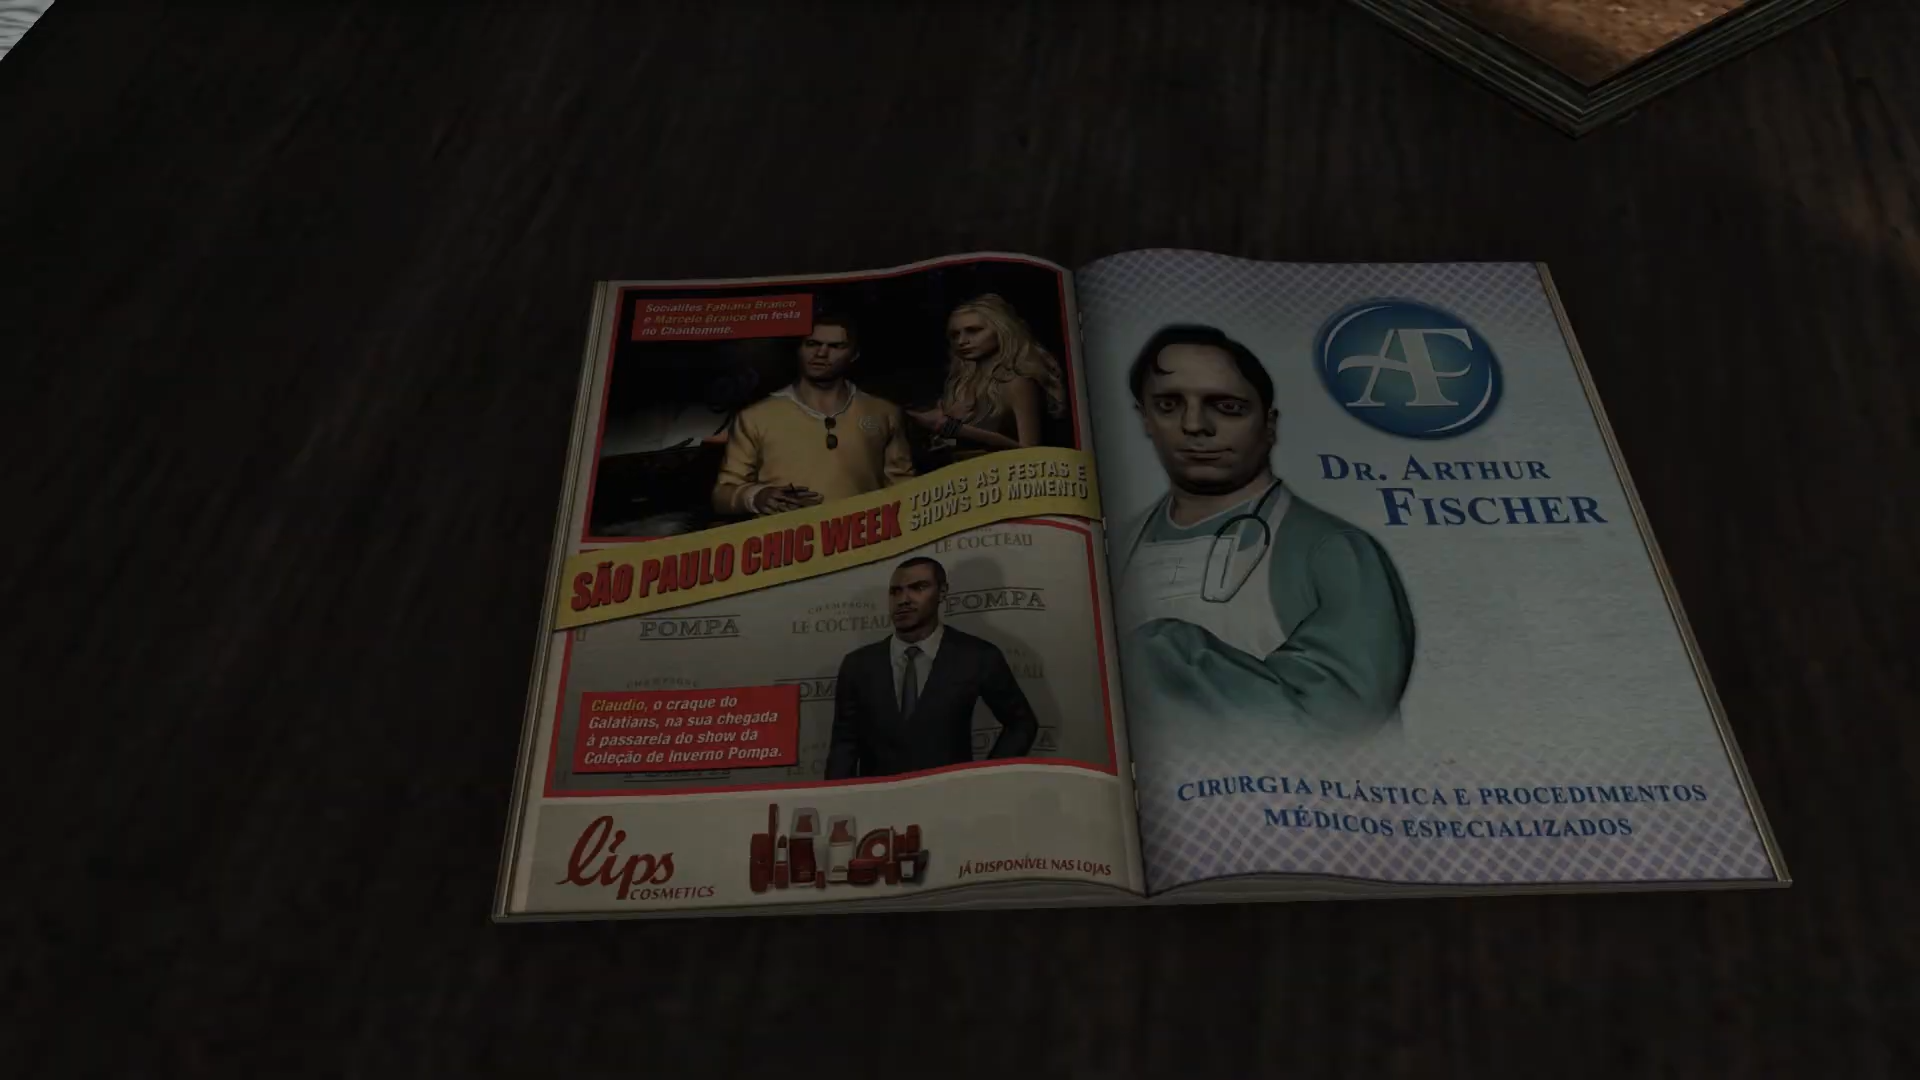 Socialites Fabiana Branco
e Marcelo Branco em festa
no Chantomme.
SÃO PAULO CHIC WEEK
TODAS AS FESTAS E
SHOWS DO MOMENTO
LE COCTEAU
POMPA
CHAMPAGNE
LE COCTEAU
POMPA
CHAMPAGNE
Claudio, o craque do
Galatians, na sua chegada
à passarela do show da
Coleção de Inverno Pompa.
lips
COSMETICS
JÁ DISPONÍVEL NAS LOJAS
AF
DR. ARTHUR
FISCHER
CIRURGIA PLÁSTICA E PROCEDIMENTOS
MÉDICOS ESPECIALIZADOS